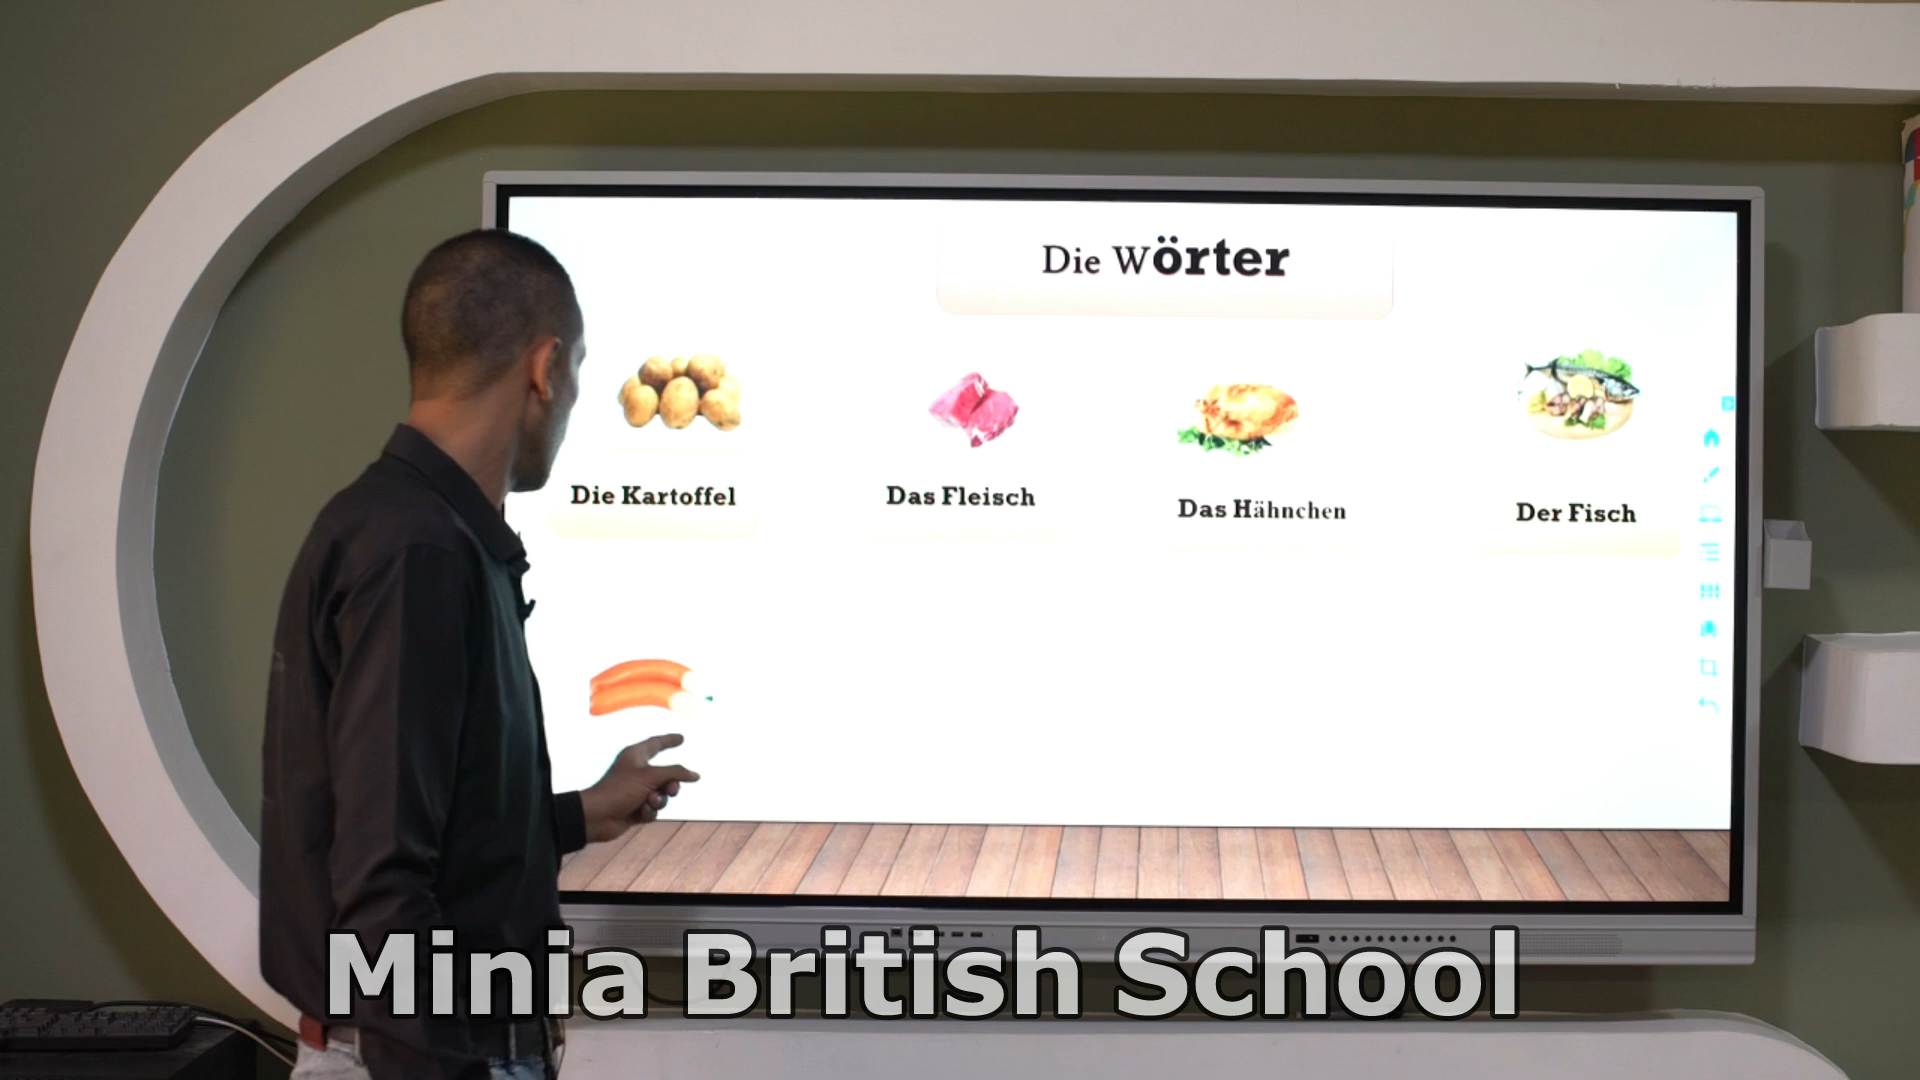 Die Wörter
Die Kartoffel
Das Fleisch
Das Hähnchen
Der Fisch
Minia British School